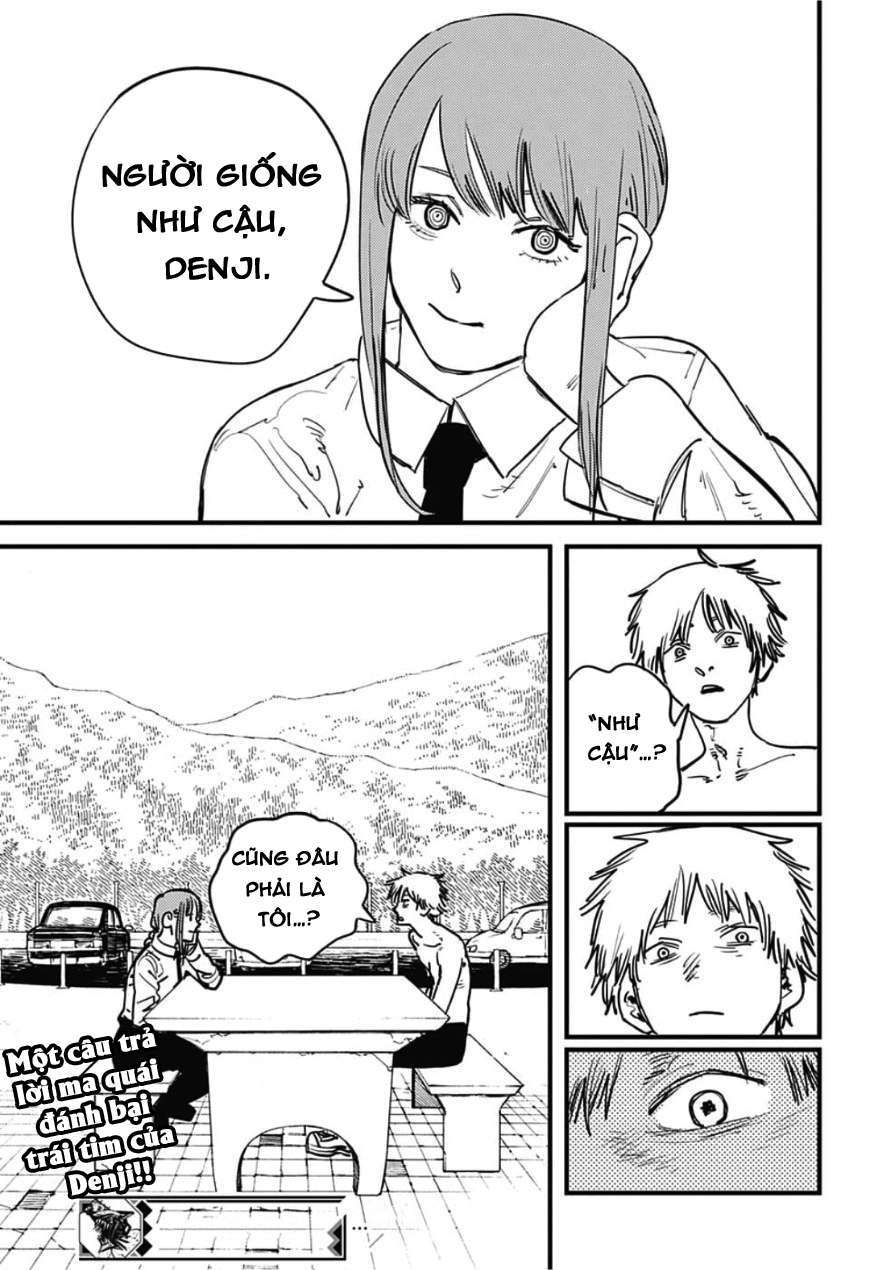 NGƯỜI GIỐNG
NHƯ CẬU,
DENJI.
“NHƯ
CẬU”...?
CŨNG ĐÂU
PHẢI LÀ
TÔI...?
Một câu trả
lời ma quái
đánh bại
trái tim của
Denji!!
...